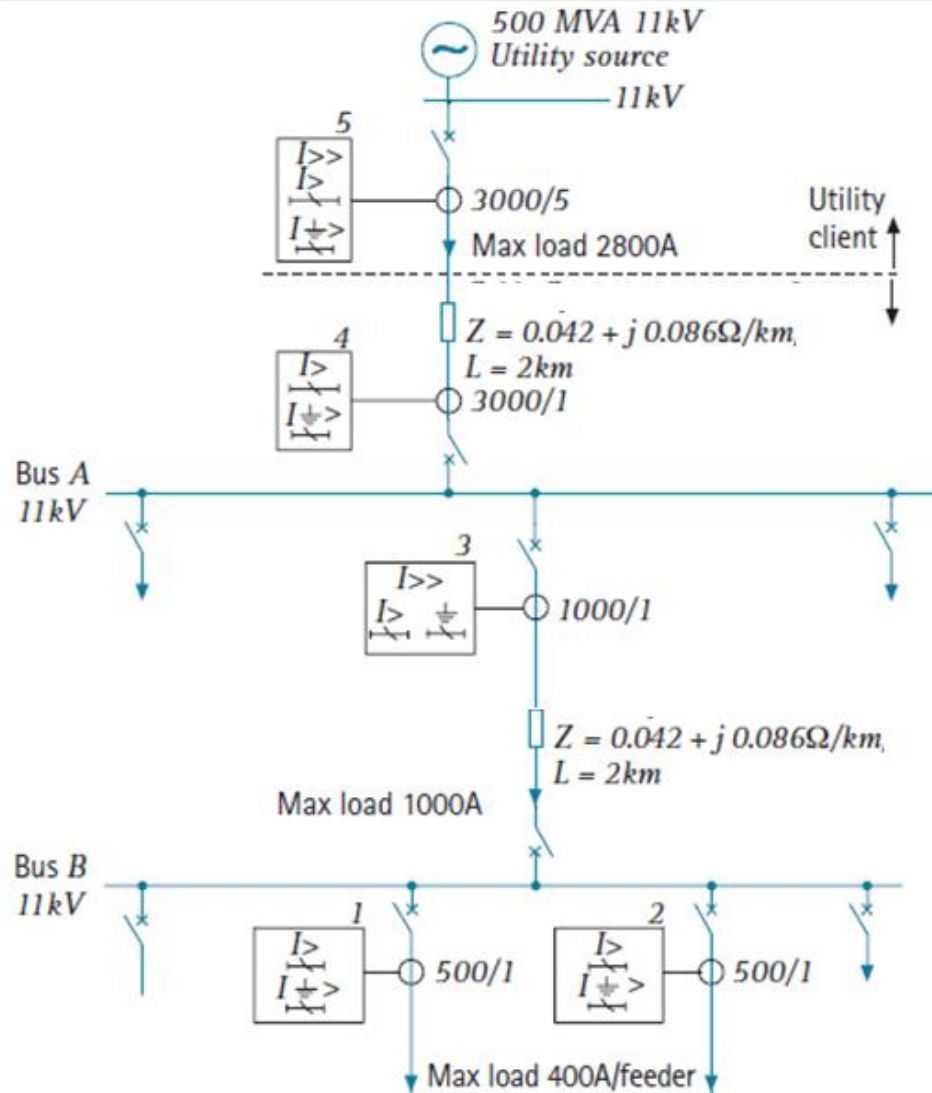 500 MVA 11kV
Utility source
11kV
5
I>>
I>
I >
3000/5
Max load 2800A
Utility
client
Z = 0.042 + j 0.086Ω/km,
L = 2km
4
I>
I >
3000/1
Bus A
11kV
3
I>>
I>
1000/1
Z = 0.042 + j 0.086Ω/km,
L = 2km
Max load 1000A
Bus B
11kV
1
I>
I >
500/1
2
I>
I >
500/1
Max load 400A/feeder